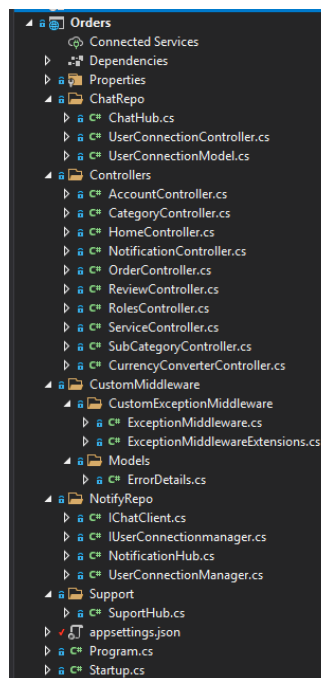 Orders
Connected Services
Dependencies
Properties
ChatRepo
C# ChatHub.cs
C# UserConnectionController.cs
C# UserConnectionModel.cs
Controllers
C# AccountController.cs
C# CategoryController.cs
C# HomeController.cs
C# NotificationController.cs
C# OrderController.cs
C# ReviewController.cs
C# RolesController.cs
C# ServiceController.cs
C# SubCategoryController.cs
C# CurrencyConverterController.cs
CustomMiddleware
CustomExceptionMiddleware
C# ExceptionMiddleware.cs
C# ExceptionMiddlewareExtensions.cs
Models
C# ErrorDetails.cs
NotifyRepo
C# IChatClient.cs
C# IUserConnectionmanager.cs
C# NotificationHub.cs
C# UserConnectionManager.cs
Support
C# SuportHub.cs
appsettings.json
C# Program.cs
C# Startup.cs